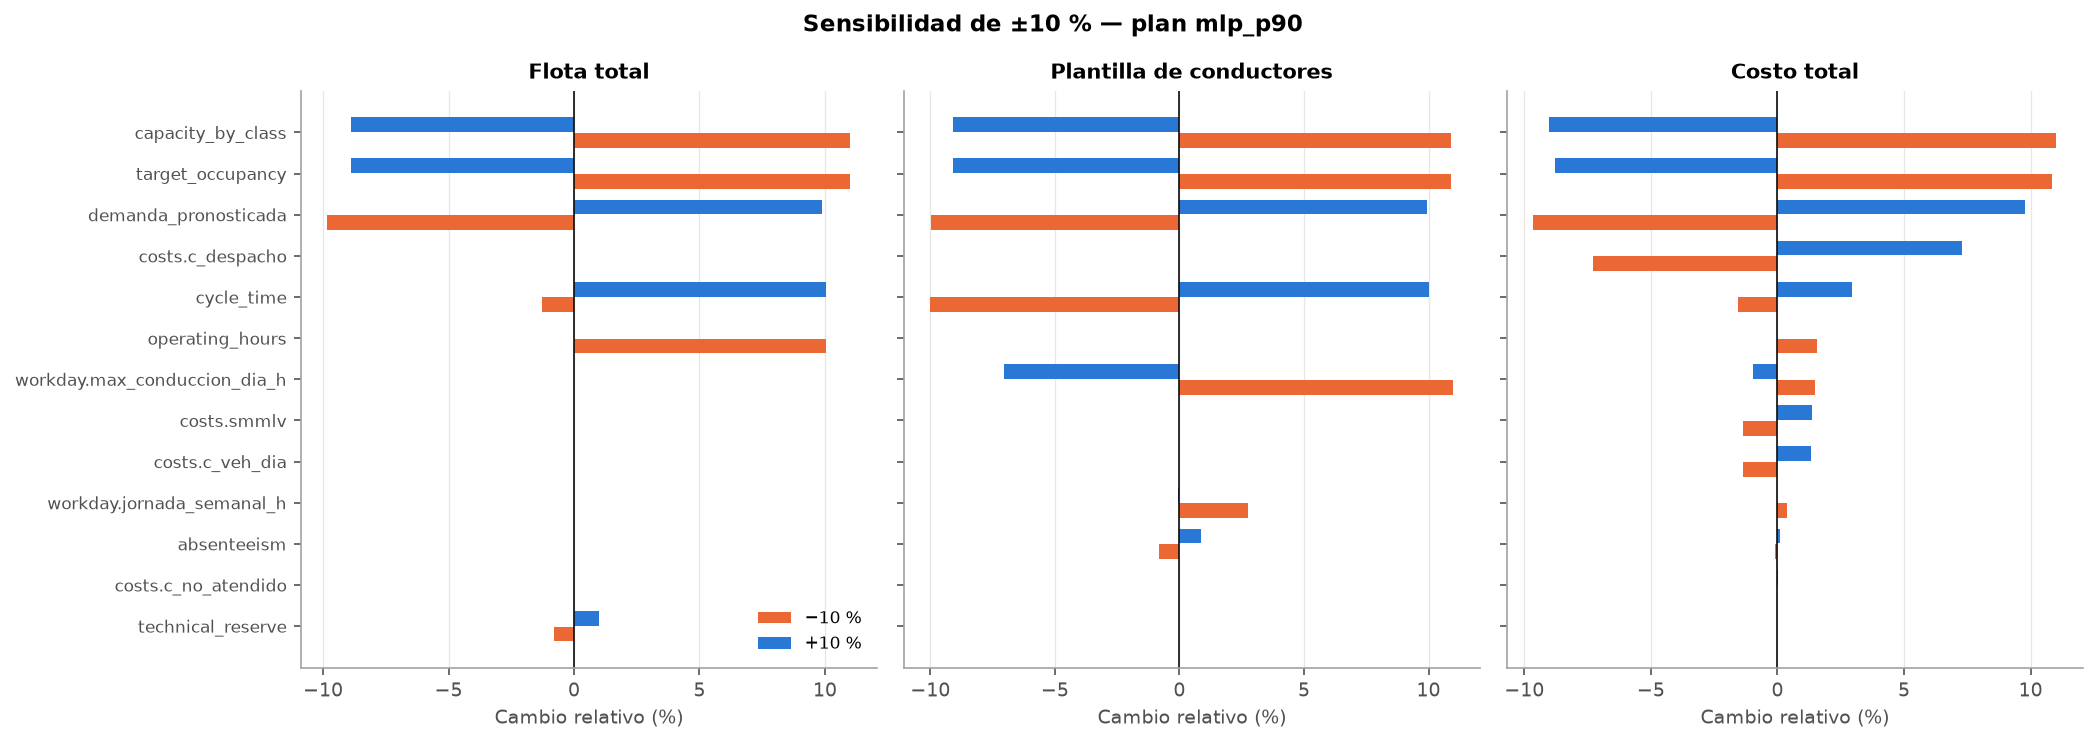 Sensibilidad de ±10 % — plan mlp_p90
Flota total
Plantilla de conductores
Costo total
capacity_by_class
target_occupancy
demanda_pronosticada
costs.c_despacho
cycle_time
operating_hours
workday.max_conduccion_dia_h
costs.smmlv
costs.c_veh_dia
workday.jornada_semanal_h
absenteeism
costs.c_no_atendido
technical_reserve
−10 %
+10 %
−10 −5 0 5 10
−10 −5 0 5 10
−10 −5 0 5 10
Cambio relativo (%)
Cambio relativo (%)
Cambio relativo (%)